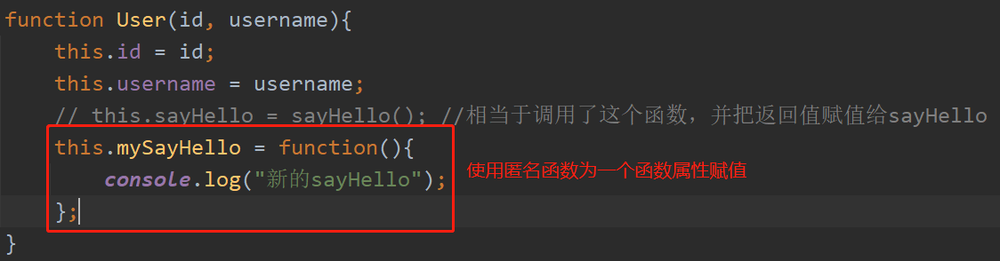 function User(id, username){
    this.id = id;
    this.username = username;
    // this.sayHello = sayHello(); //相当于调用了这个函数，并把返回值赋值给sayHello
    this.mySayHello = function(){
        console.log("新的sayHello");
使用匿名函数为一个函数属性赋值
    };
}